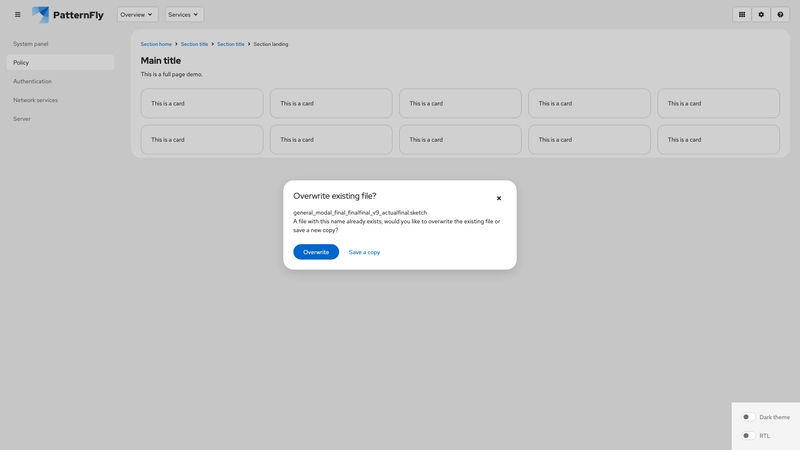 PatternFly
Overview
Services
System panel
Policy
Authentication
Network services
Server
Section home > Section title > Section title > Section landing
Main title
This is a full page demo.
This is a card
This is a card
This is a card
This is a card
This is a card
This is a card
This is a card
This is a card
This is a card
This is a card
Overwrite existing file?
general_modal_final_finalfinal_v9_actualfinal.sketch
A file with this name already exists, would you like to overwrite the existing file or
save a new copy?
Overwrite
Save a copy
Dark theme
RTL